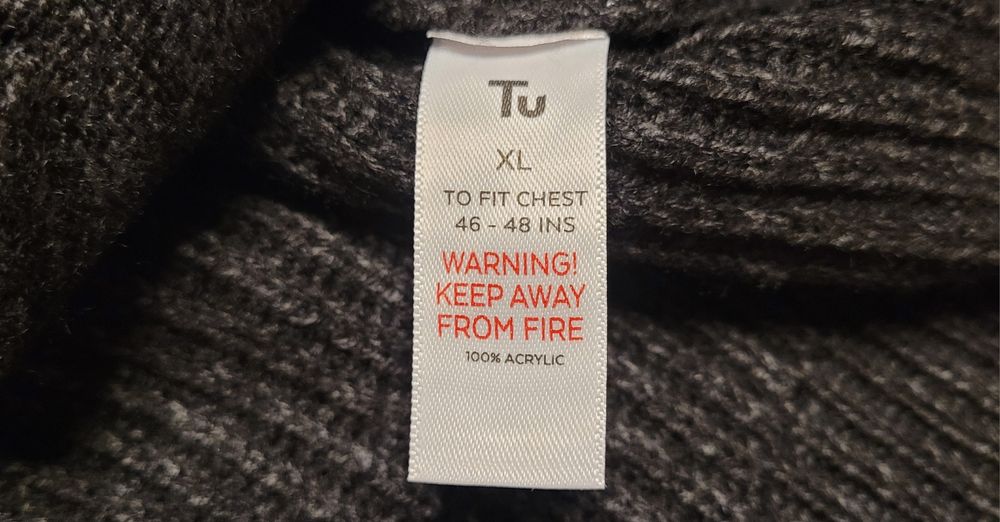 Tu
XL
TO FIT CHEST
46 - 48 INS
WARNING!
KEEP AWAY
FROM FIRE
100% ACRYLIC